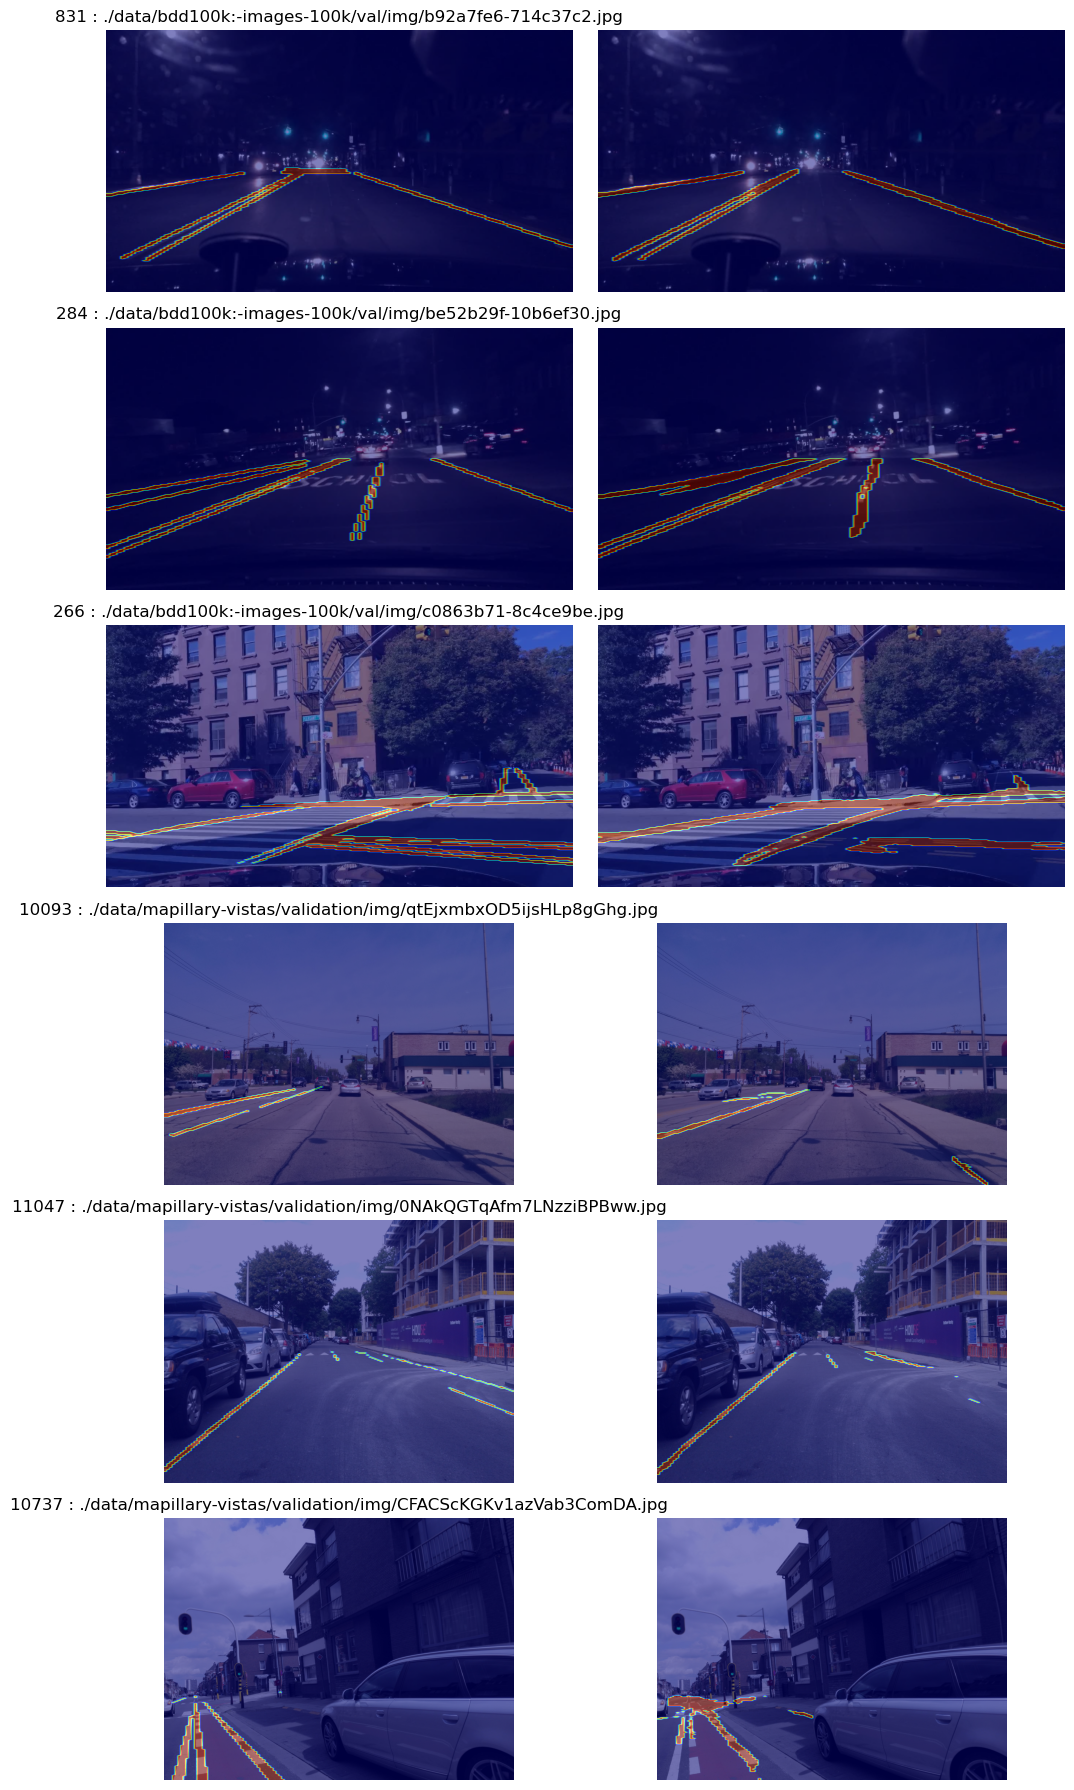 831 : ./data/bdd100k:-images-100k/val/img/b92a7fe6-714c37c2.jpg
284 : ./data/bdd100k:-images-100k/val/img/be52b29f-10b6ef30.jpg
SCHOOL
266 : ./data/bdd100k:-images-100k/val/img/c0863b71-8c4ce9be.jpg
10093 : ./data/mapillary-vistas/validation/img/qtEjxmbxOD5ijsHLp8gGhg.jpg
11047 : ./data/mapillary-vistas/validation/img/0NAkQGTqAfm7LNzziBPBww.jpg
10737 : ./data/mapillary-vistas/validation/img/CFACScKGKv1azVab3ComDA.jpg